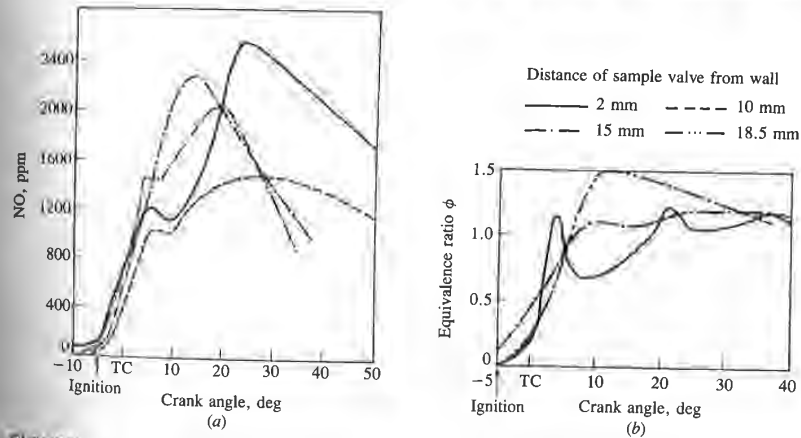 2400
2000
1600
1200
800
400
0
NO, ppm
-10 TC 10 20 30 40 50
Ignition
Crank angle, deg
(a)
Distance of sample valve from wall
2 mm 10 mm
15 mm 18.5 mm
1.5
1.0
0.5
0
Equivalence ratio ϕ
-5 TC 10 20 30 40
Ignition
Crank angle, deg
(b)